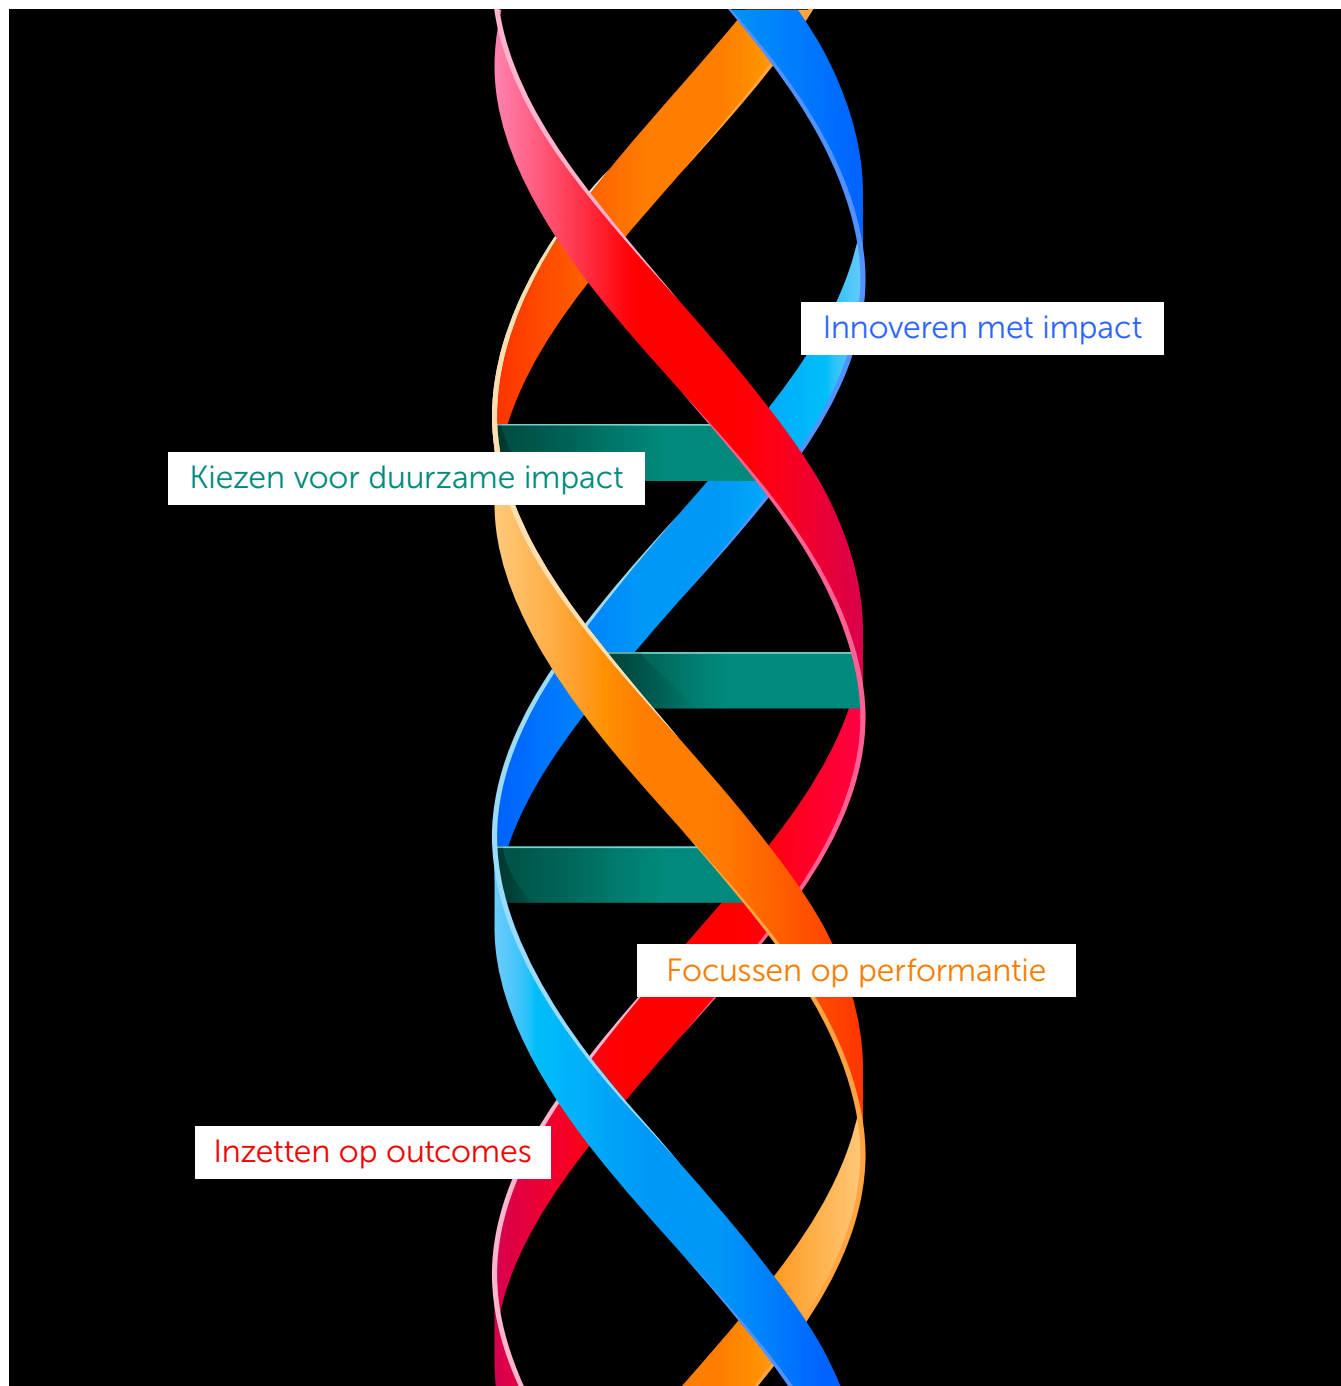 Innoveren met impact
Kiezen voor duurzame impact
Focussen op performantie
Inzetten op outcomes